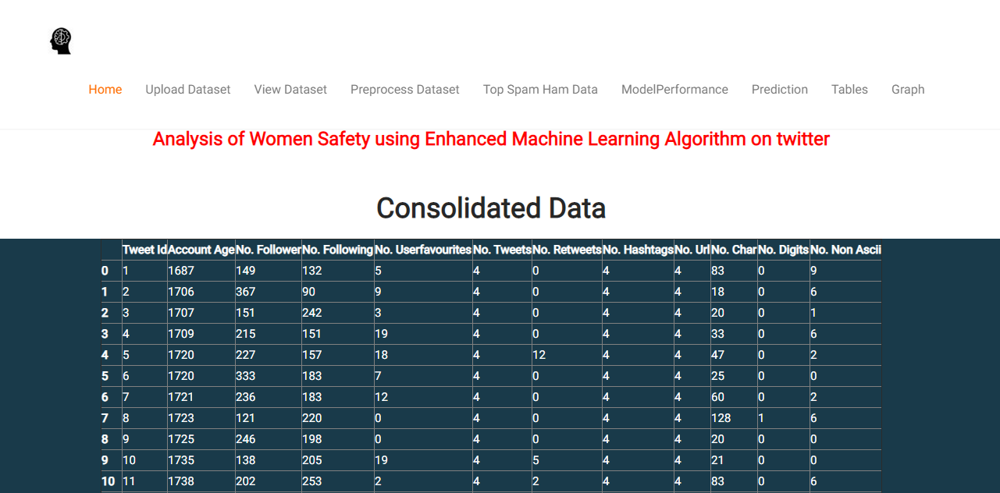 Home Upload Dataset View Dataset Preprocess Dataset Top Spam Ham Data ModelPerformance Prediction Tables Graph
Analysis of Women Safety using Enhanced Machine Learning Algorithm on twitter
Consolidated Data
Tweet Id Account Age No. Follower No. Following No. Userfavourites No. Tweets No. Retweets No. Hashtags No. Url No. Char No. Digits No. Non Ascii
0 1 1687 149 132 5 4 0 4 4 83 0 9
1 2 1706 367 90 9 4 0 4 4 18 0 6
2 3 1707 151 242 3 4 0 4 4 20 0 1
3 4 1709 215 151 19 4 0 4 4 33 0 6
4 5 1720 227 157 18 4 12 4 4 47 0 2
5 6 1720 333 183 7 4 0 4 4 25 0 0
6 7 1721 236 183 12 4 0 4 4 60 0 2
7 8 1723 121 220 0 4 0 4 4 128 1 6
8 9 1725 246 198 0 4 0 4 4 20 0 0
9 10 1735 138 205 19 4 5 4 4 21 0 0
10 11 1738 202 253 2 4 2 4 4 83 0 6